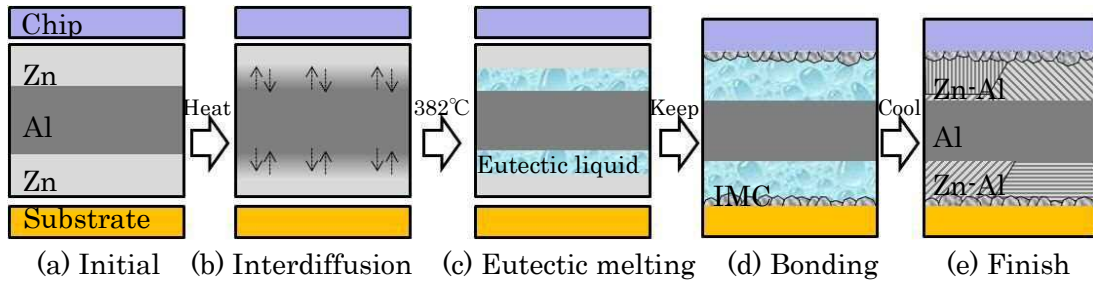 Chip
Zn
Al
Zn
Substrate
Heat
382℃
Eutectic liquid
Keep
IMC
Cool
Zn-Al
Al
Zn-Al
(a) Initial
(b) Interdiffusion
(c) Eutectic melting
(d) Bonding
(e) Finish